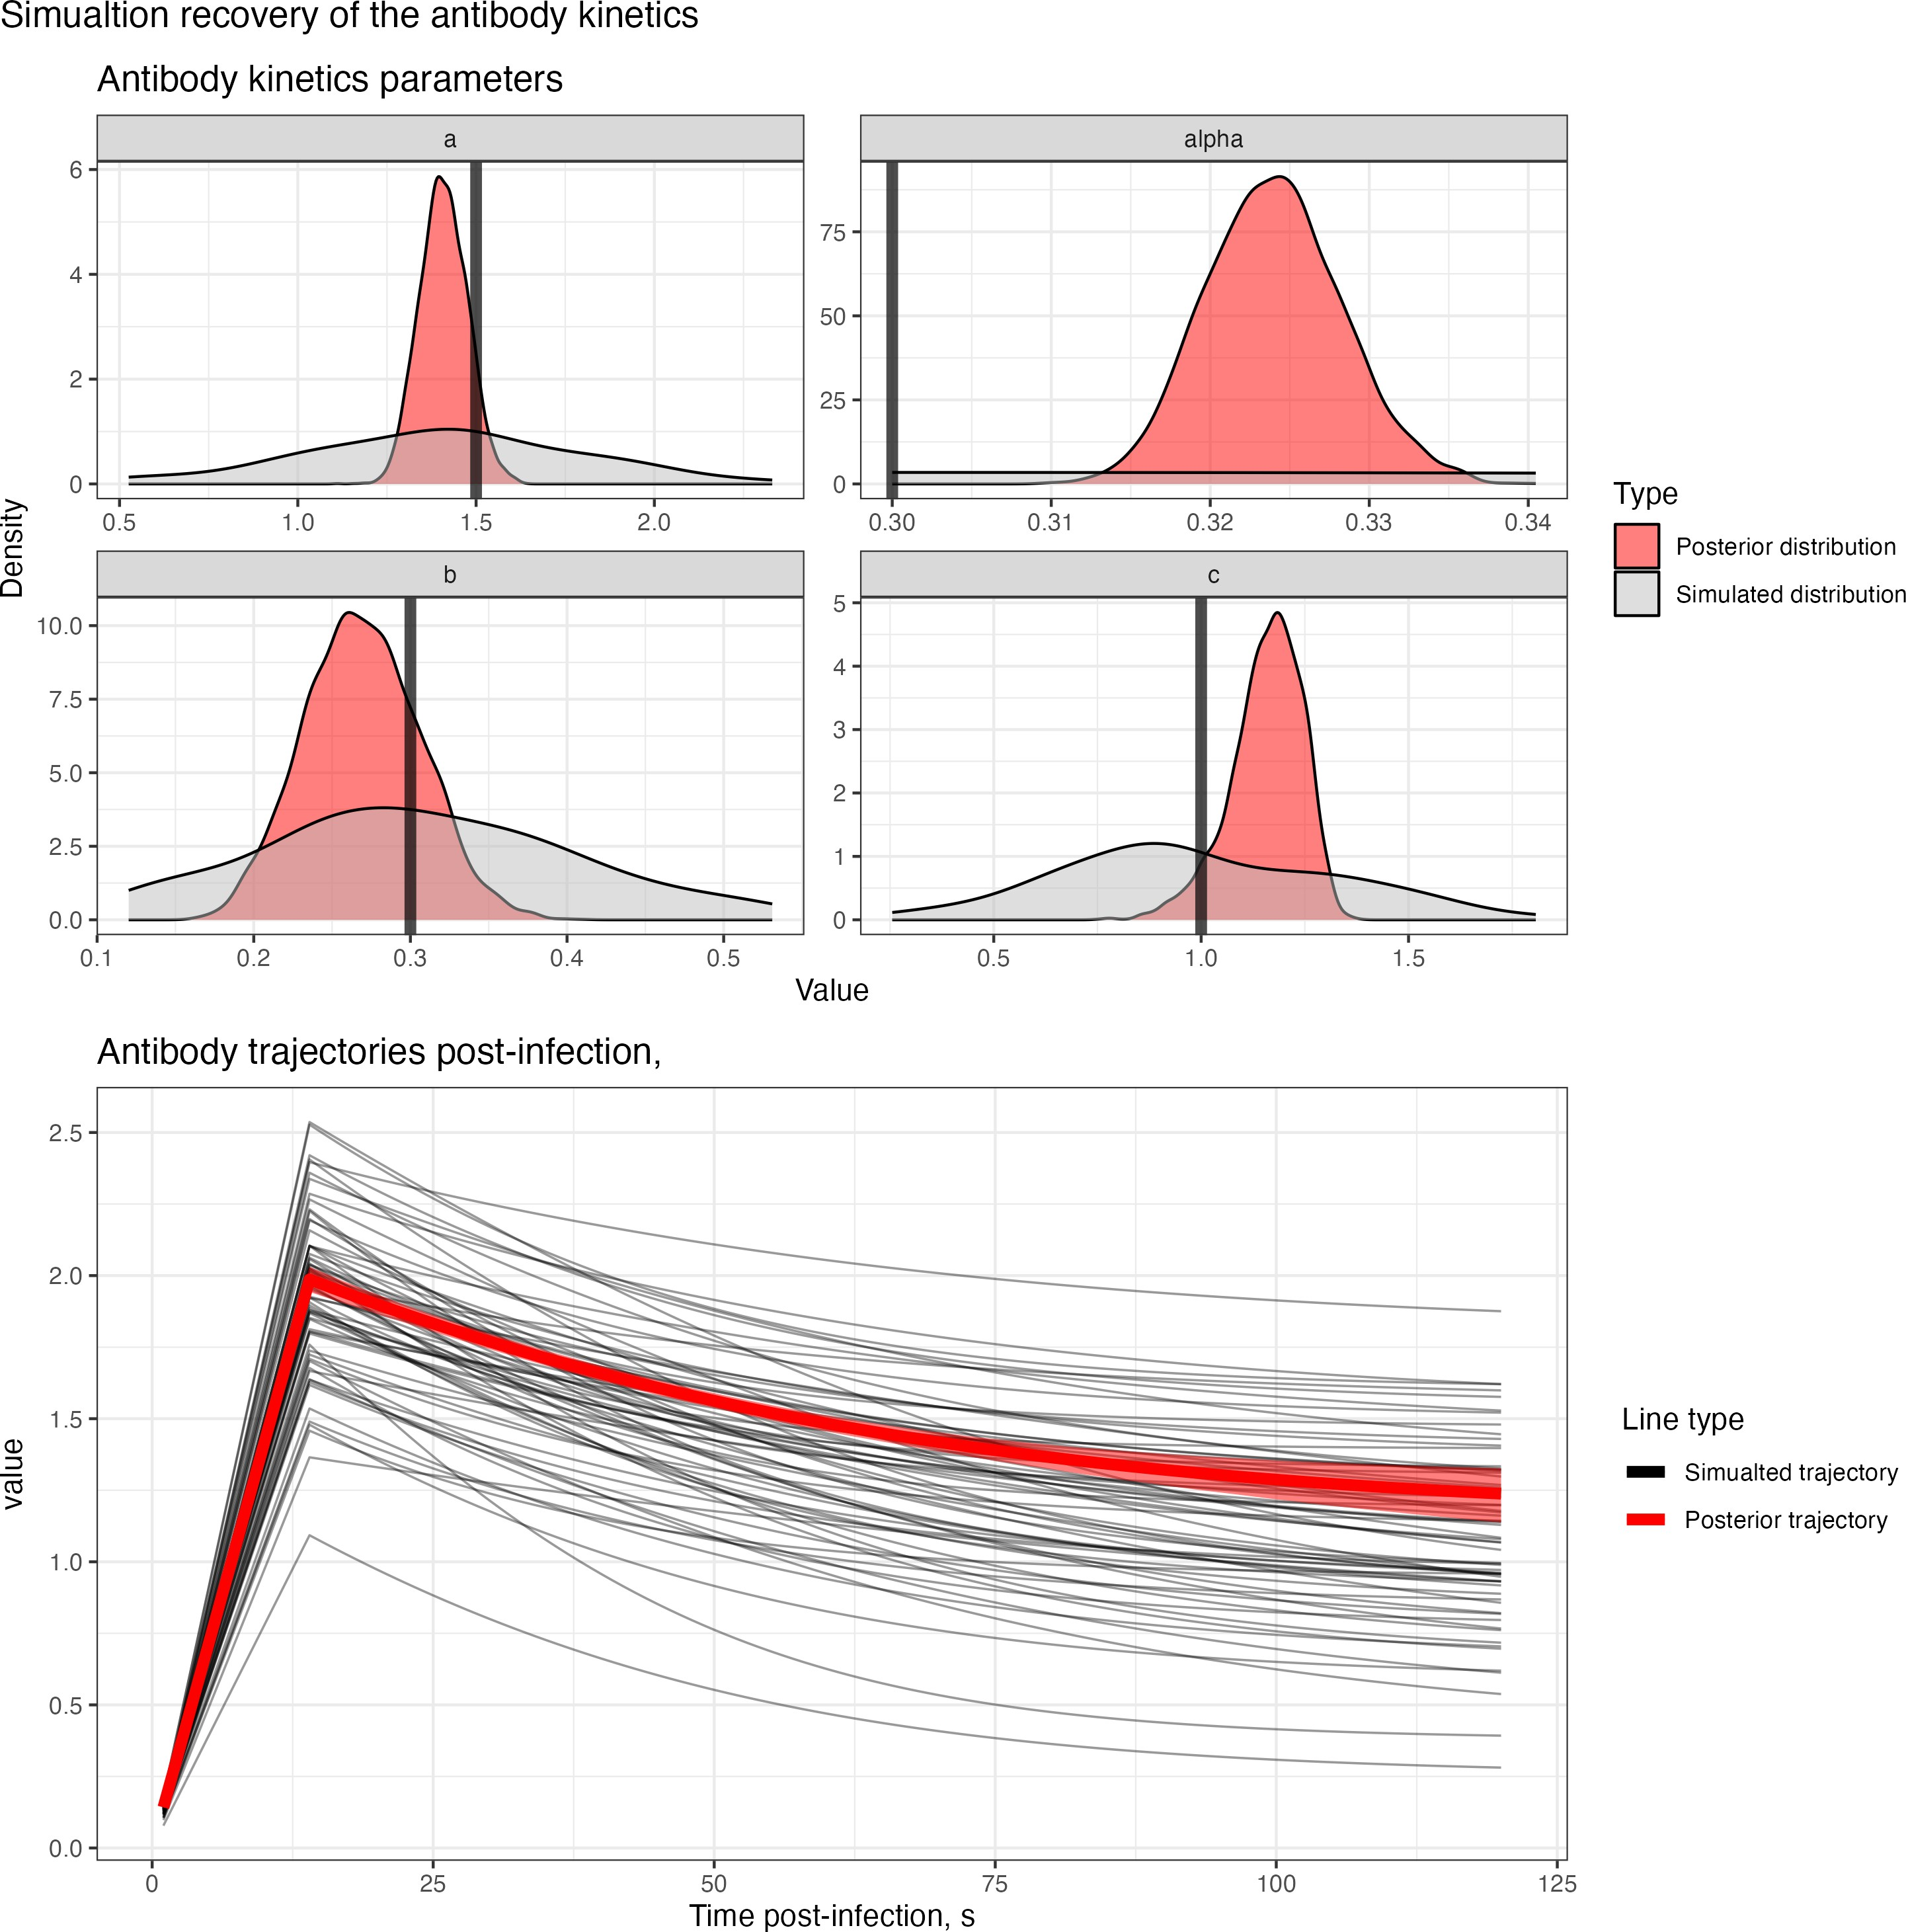 Simualtion recovery of the antibody kinetics
Antibody kinetics parameters
a
alpha
6
4
2
0
0.5 1.0 1.5 2.0
75
50
25
0
0.30 0.31 0.32 0.33 0.34
b
c
10.0
7.5
5.0
2.5
0.0
0.1 0.2 0.3 0.4 0.5
5
4
3
2
1
0
0.5 1.0 1.5
Density
Value
Type
Posterior distribution
Simulated distribution
Antibody trajectories post-infection,
2.5
2.0
1.5
1.0
0.5
0.0
0 25 50 75 100 125
value
Time post-infection, s
Line type
Simualted trajectory
Posterior trajectory